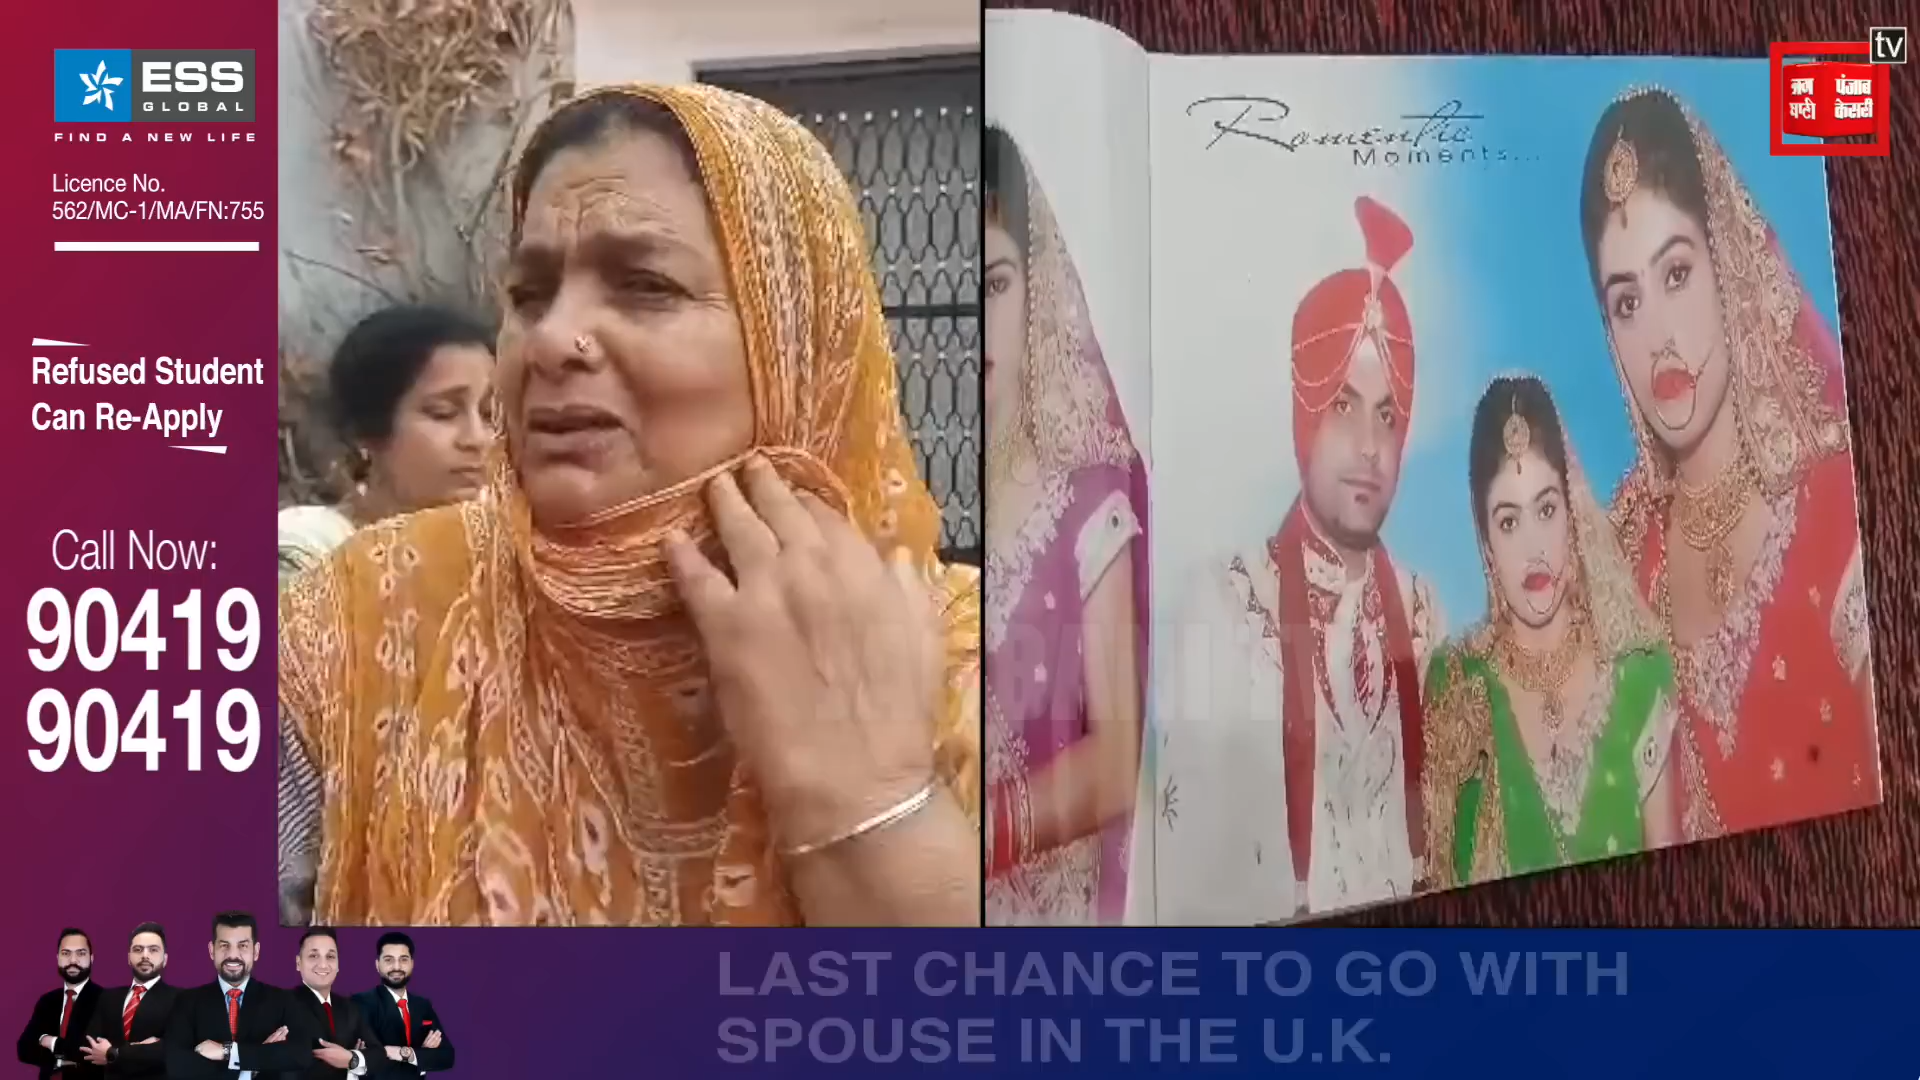 ESS
GLOBAL
FIND A NEW LIFE
Licence No.
562/MC-1/MA/FN:755
Refused Student
Can Re-Apply
Call Now:
90419
90419
Romentic
Moments...
tv
जग बाणी
पंजाब केसरी
LAST CHANCE TO GO WITH
SPOUSE IN THE U.K.